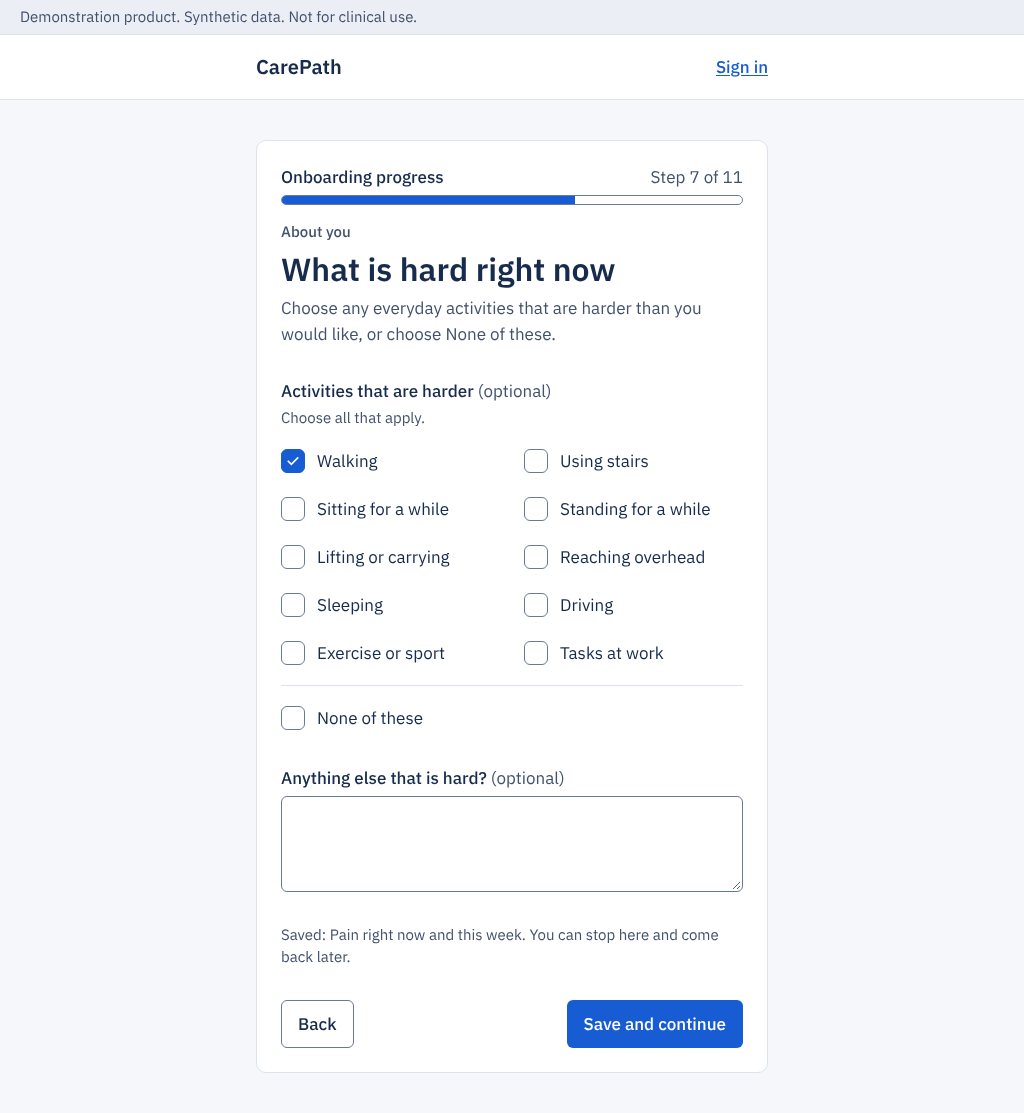 Demonstration product. Synthetic data. Not for clinical use.
CarePath
Sign in
Onboarding progress
Step 7 of 11
About you
What is hard right now
Choose any everyday activities that are harder than you
would like, or choose None of these.
Activities that are harder (optional)
Choose all that apply.
Walking
Using stairs
Sitting for a while
Standing for a while
Lifting or carrying
Reaching overhead
Sleeping
Driving
Exercise or sport
Tasks at work
None of these
Anything else that is hard? (optional)
Saved: Pain right now and this week. You can stop here and come
back later.
Back
Save and continue